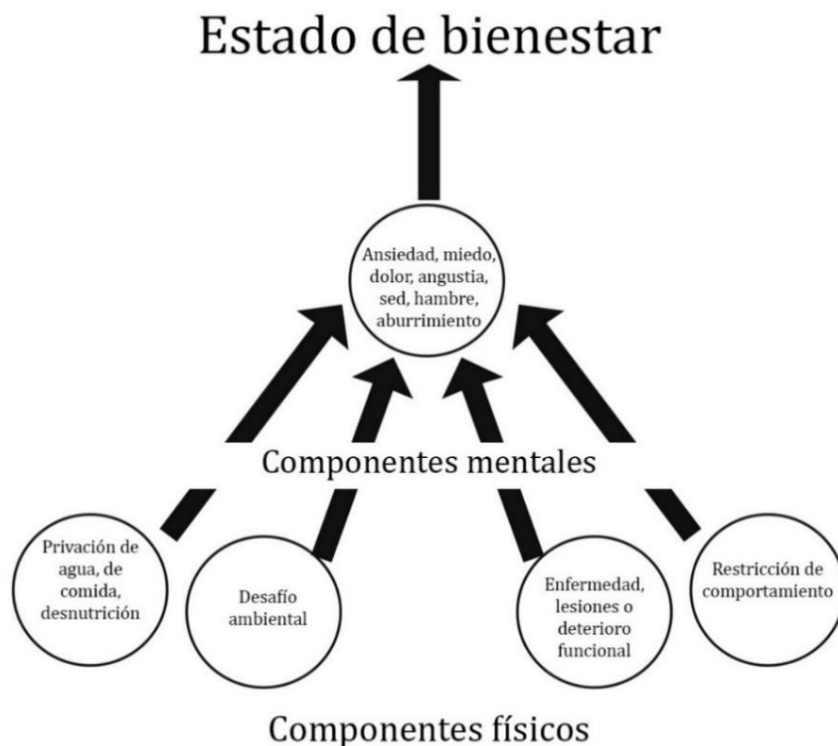 Estado de bienestar
Ansiedad, miedo,
dolor, angustia,
sed, hambre,
aburrimiento
Componentes mentales
Privación de
agua, de
comida,
desnutrición
Desafío
ambiental
Enfermedad,
lesiones o
deterioro
funcional
Restricción de
comportamiento
Componentes físicos